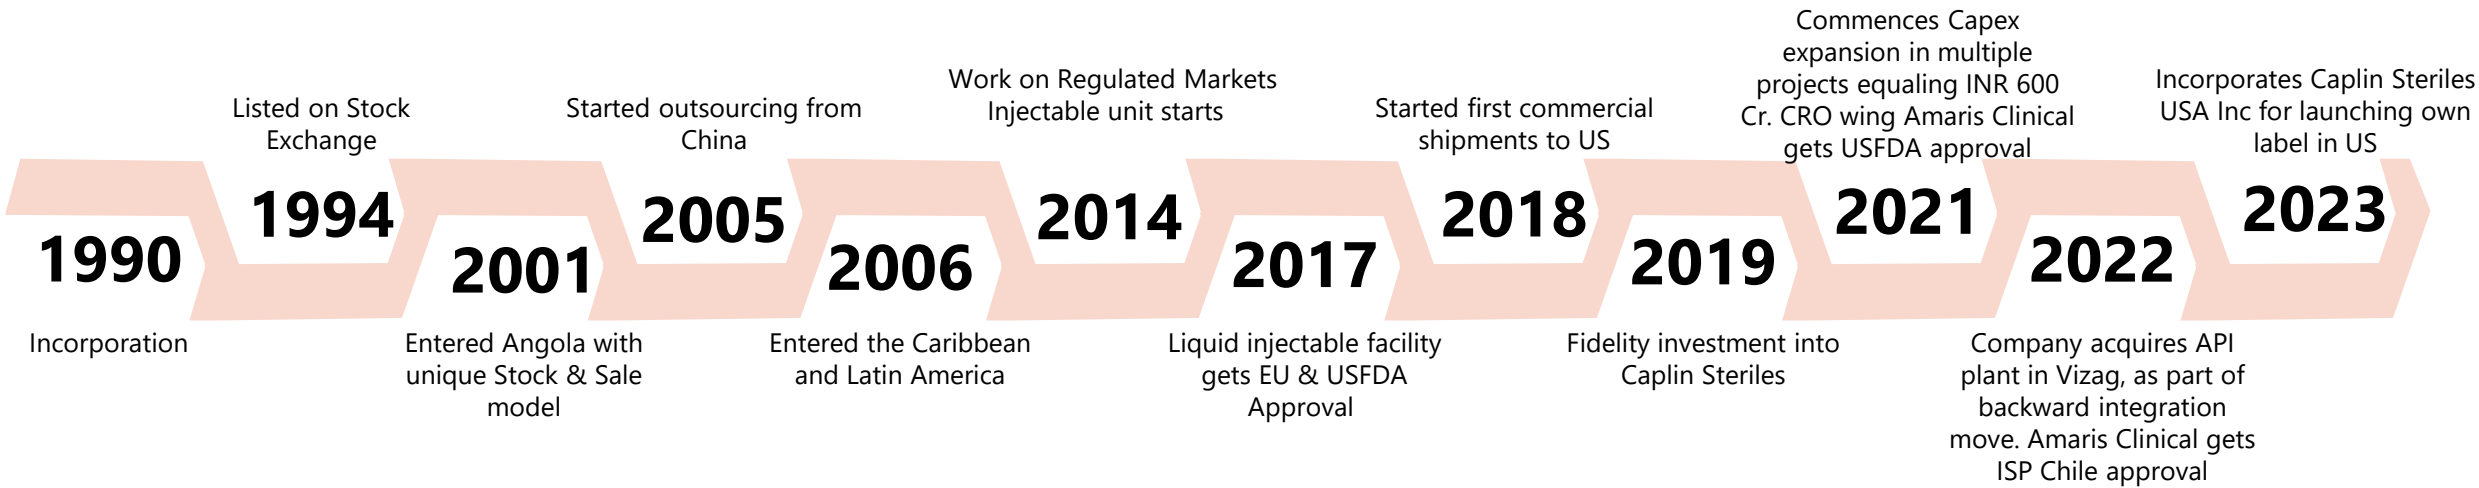 1990
Incorporation
Listed on Stock
Exchange
1994
2001
Entered Angola with
unique Stock & Sale
model
Started outsourcing from
China
2005
2006
Entered the Caribbean
and Latin America
Work on Regulated Markets
Injectable unit starts
2014
2017
Liquid injectable facility
gets EU & USFDA
Approval
Started first commercial
shipments to US
2018
2019
Fidelity investment into
Caplin Steriles
Commences Capex
expansion in multiple
projects equaling INR 600
Cr. CRO wing Amaris Clinical
gets USFDA approval
2021
2022
Company acquires API
plant in Vizag, as part of
backward integration
move. Amaris Clinical gets
ISP Chile approval
Incorporates Caplin Steriles
USA Inc for launching own
label in US
2023